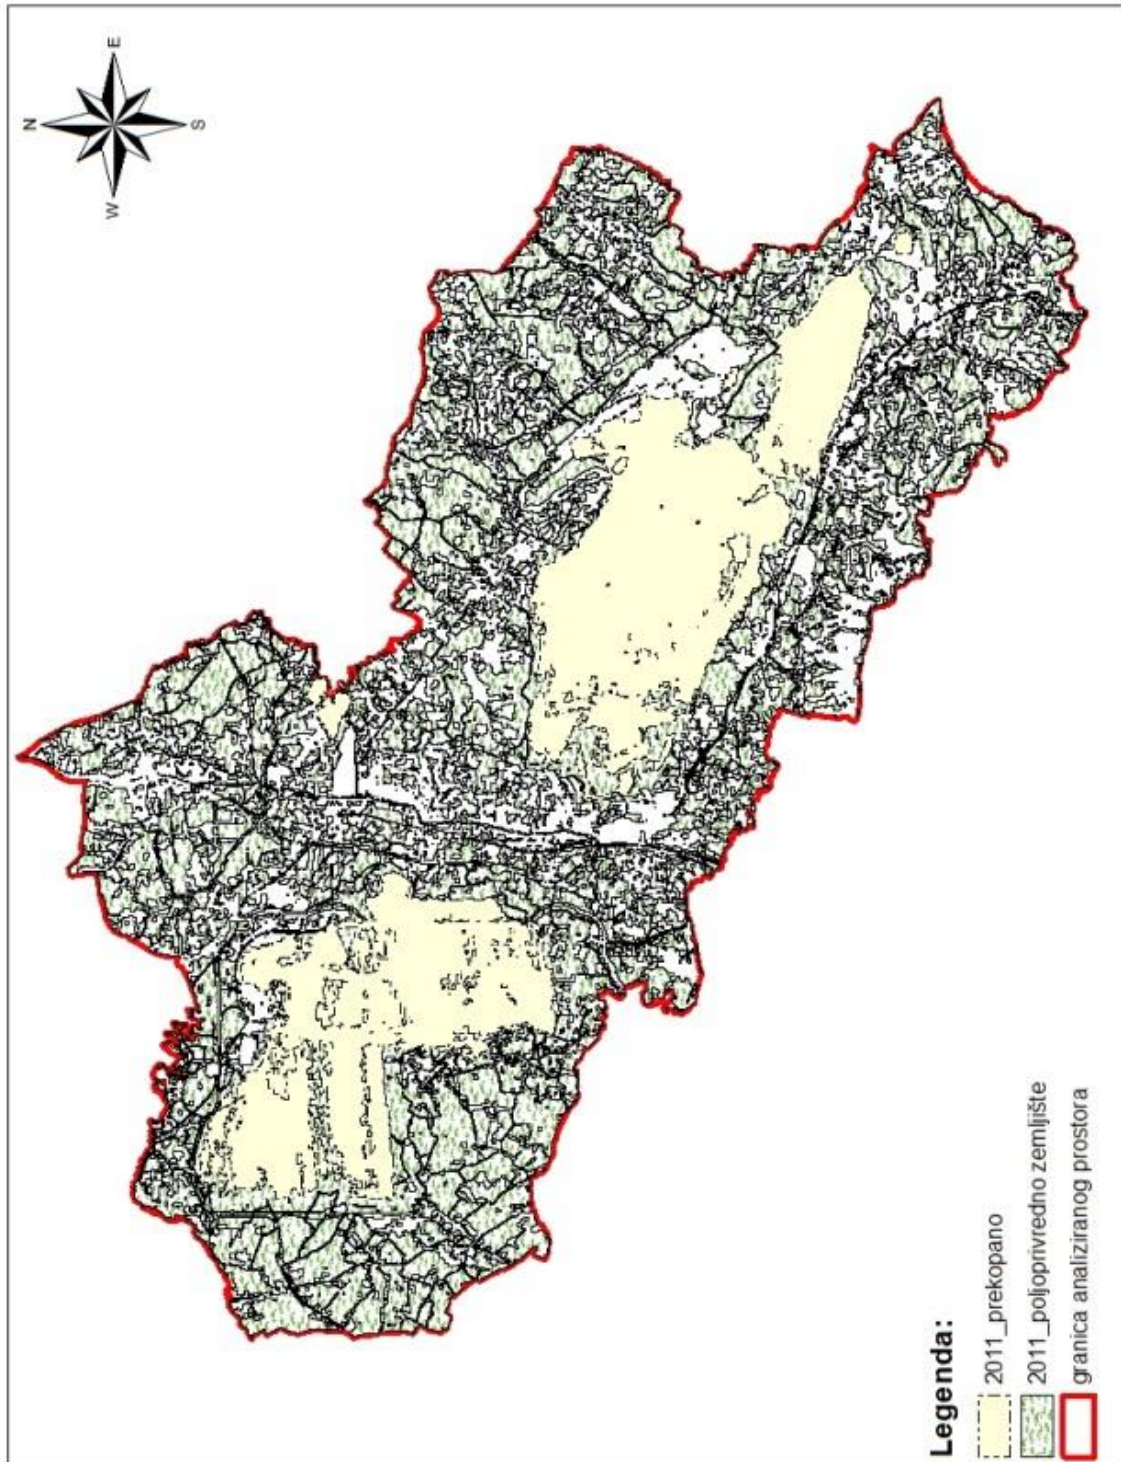 N
E
W
S
Legenda:
2011_prekopano
2011_poljoprivredno zemljište
granica analiziranog prostora